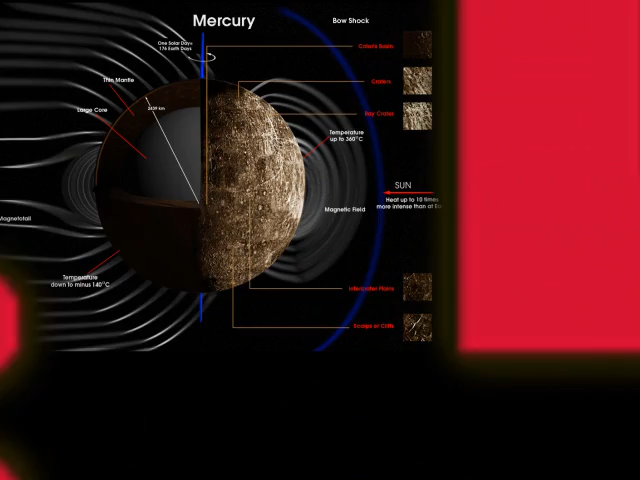 Mercury
Bow Shock
One Solar Day=
176 Earth Days
Caloris Basin
Thin Mantle
Craters
2439 km
Large Core
Ray Crater
Temperature
up to 360°C
SUN
Heat up to 10 times
more intense than at
Magnetic Field
Magnetotail
Temperature
down to minus 140°C
Intercrater Plains
Scarps or Cliffs